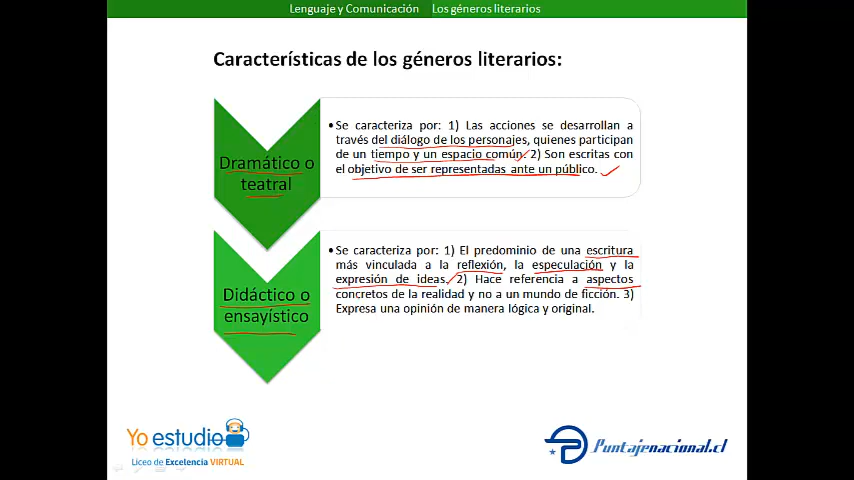 Lenguaje y Comunicación Los géneros literarios
Características de los géneros literarios:
Dramático o
teatral
• Se caracteriza por: 1) Las acciones se desarrollan a
través del diálogo de los personajes, quienes participan
de un tiempo y un espacio común. 2) Son escritas con
el objetivo de ser representadas ante un público.
Didáctico o
ensayístico
• Se caracteriza por: 1) El predominio de una escritura
más vinculada a la reflexión, la especulación y la
expresión de ideas. 2) Hace referencia a aspectos
concretos de la realidad y no a un mundo de ficción. 3)
Expresa una opinión de manera lógica y original.
Yo estudio
Liceo de Excelencia VIRTUAL
Puntajenacional.cl